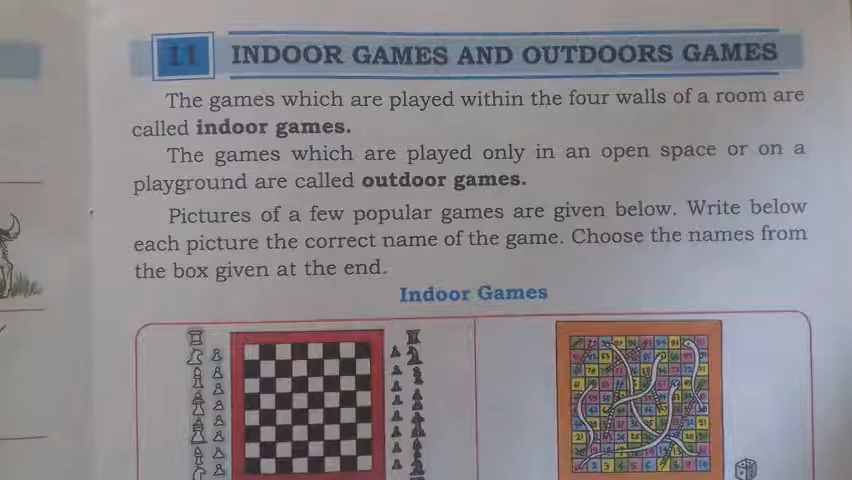 11 INDOOR GAMES AND OUTDOORS GAMES
The games which are played within the four walls of a room are
called indoor games.
The games which are played only in an open space or on a
playground are called outdoor games.
Pictures of a few popular games are given below. Write below
each picture the correct name of the game. Choose the names from
the box given at the end.
Indoor Games